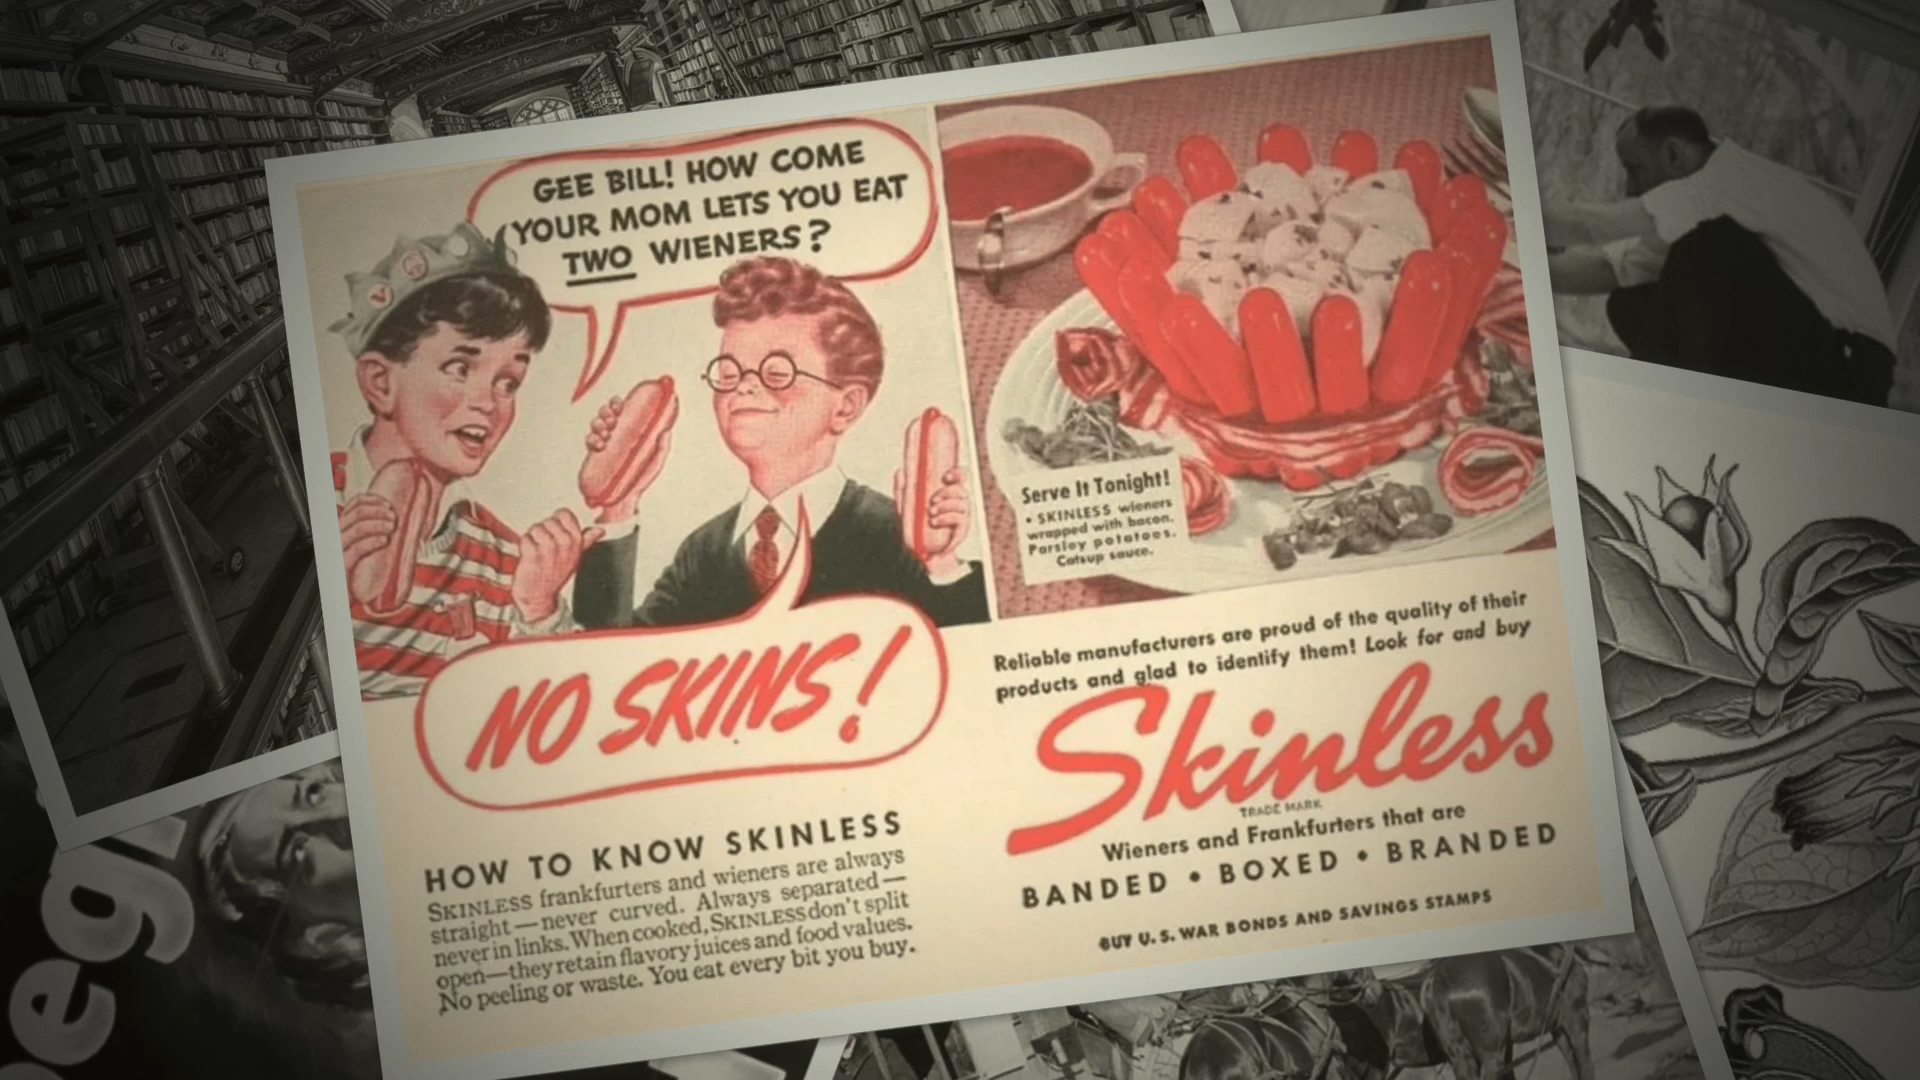 GEE BILL! HOW COME
YOUR MOM LETS YOU EAT
TWO WIENERS?
NO SKINS!
HOW TO KNOW SKINLESS
SKINLESS frankfurters and wieners are always
straight — never curved. Always separated —
never in links. When cooked, SKINLESS don't split
open—they retain flavory juices and food values.
No peeling or waste. You eat every bit you buy.
Serve It Tonight!
• SKINLESS wieners
wrapped with bacon.
Parsley potatoes.
Catsup sauce.
Reliable manufacturers are proud of the quality of their
products and glad to identify them! Look for and buy
Skinless
TRADE MARK
Wieners and Frankfurters that are
BANDED • BOXED • BRANDED
BUY U.S. WAR BONDS AND SAVINGS STAMPS